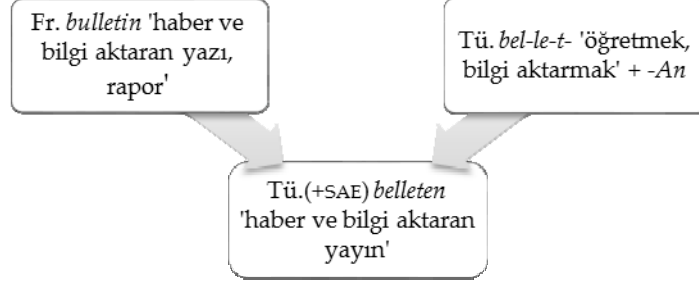 Fr. bulletin 'haber ve
bilgi aktaran yazı,
rapor'
Tü. bel-le-t- 'öğretmek,
bilgi aktarmak' + -An
Tü.(+SAE) belleten
'haber ve bilgi aktaran
yayın'